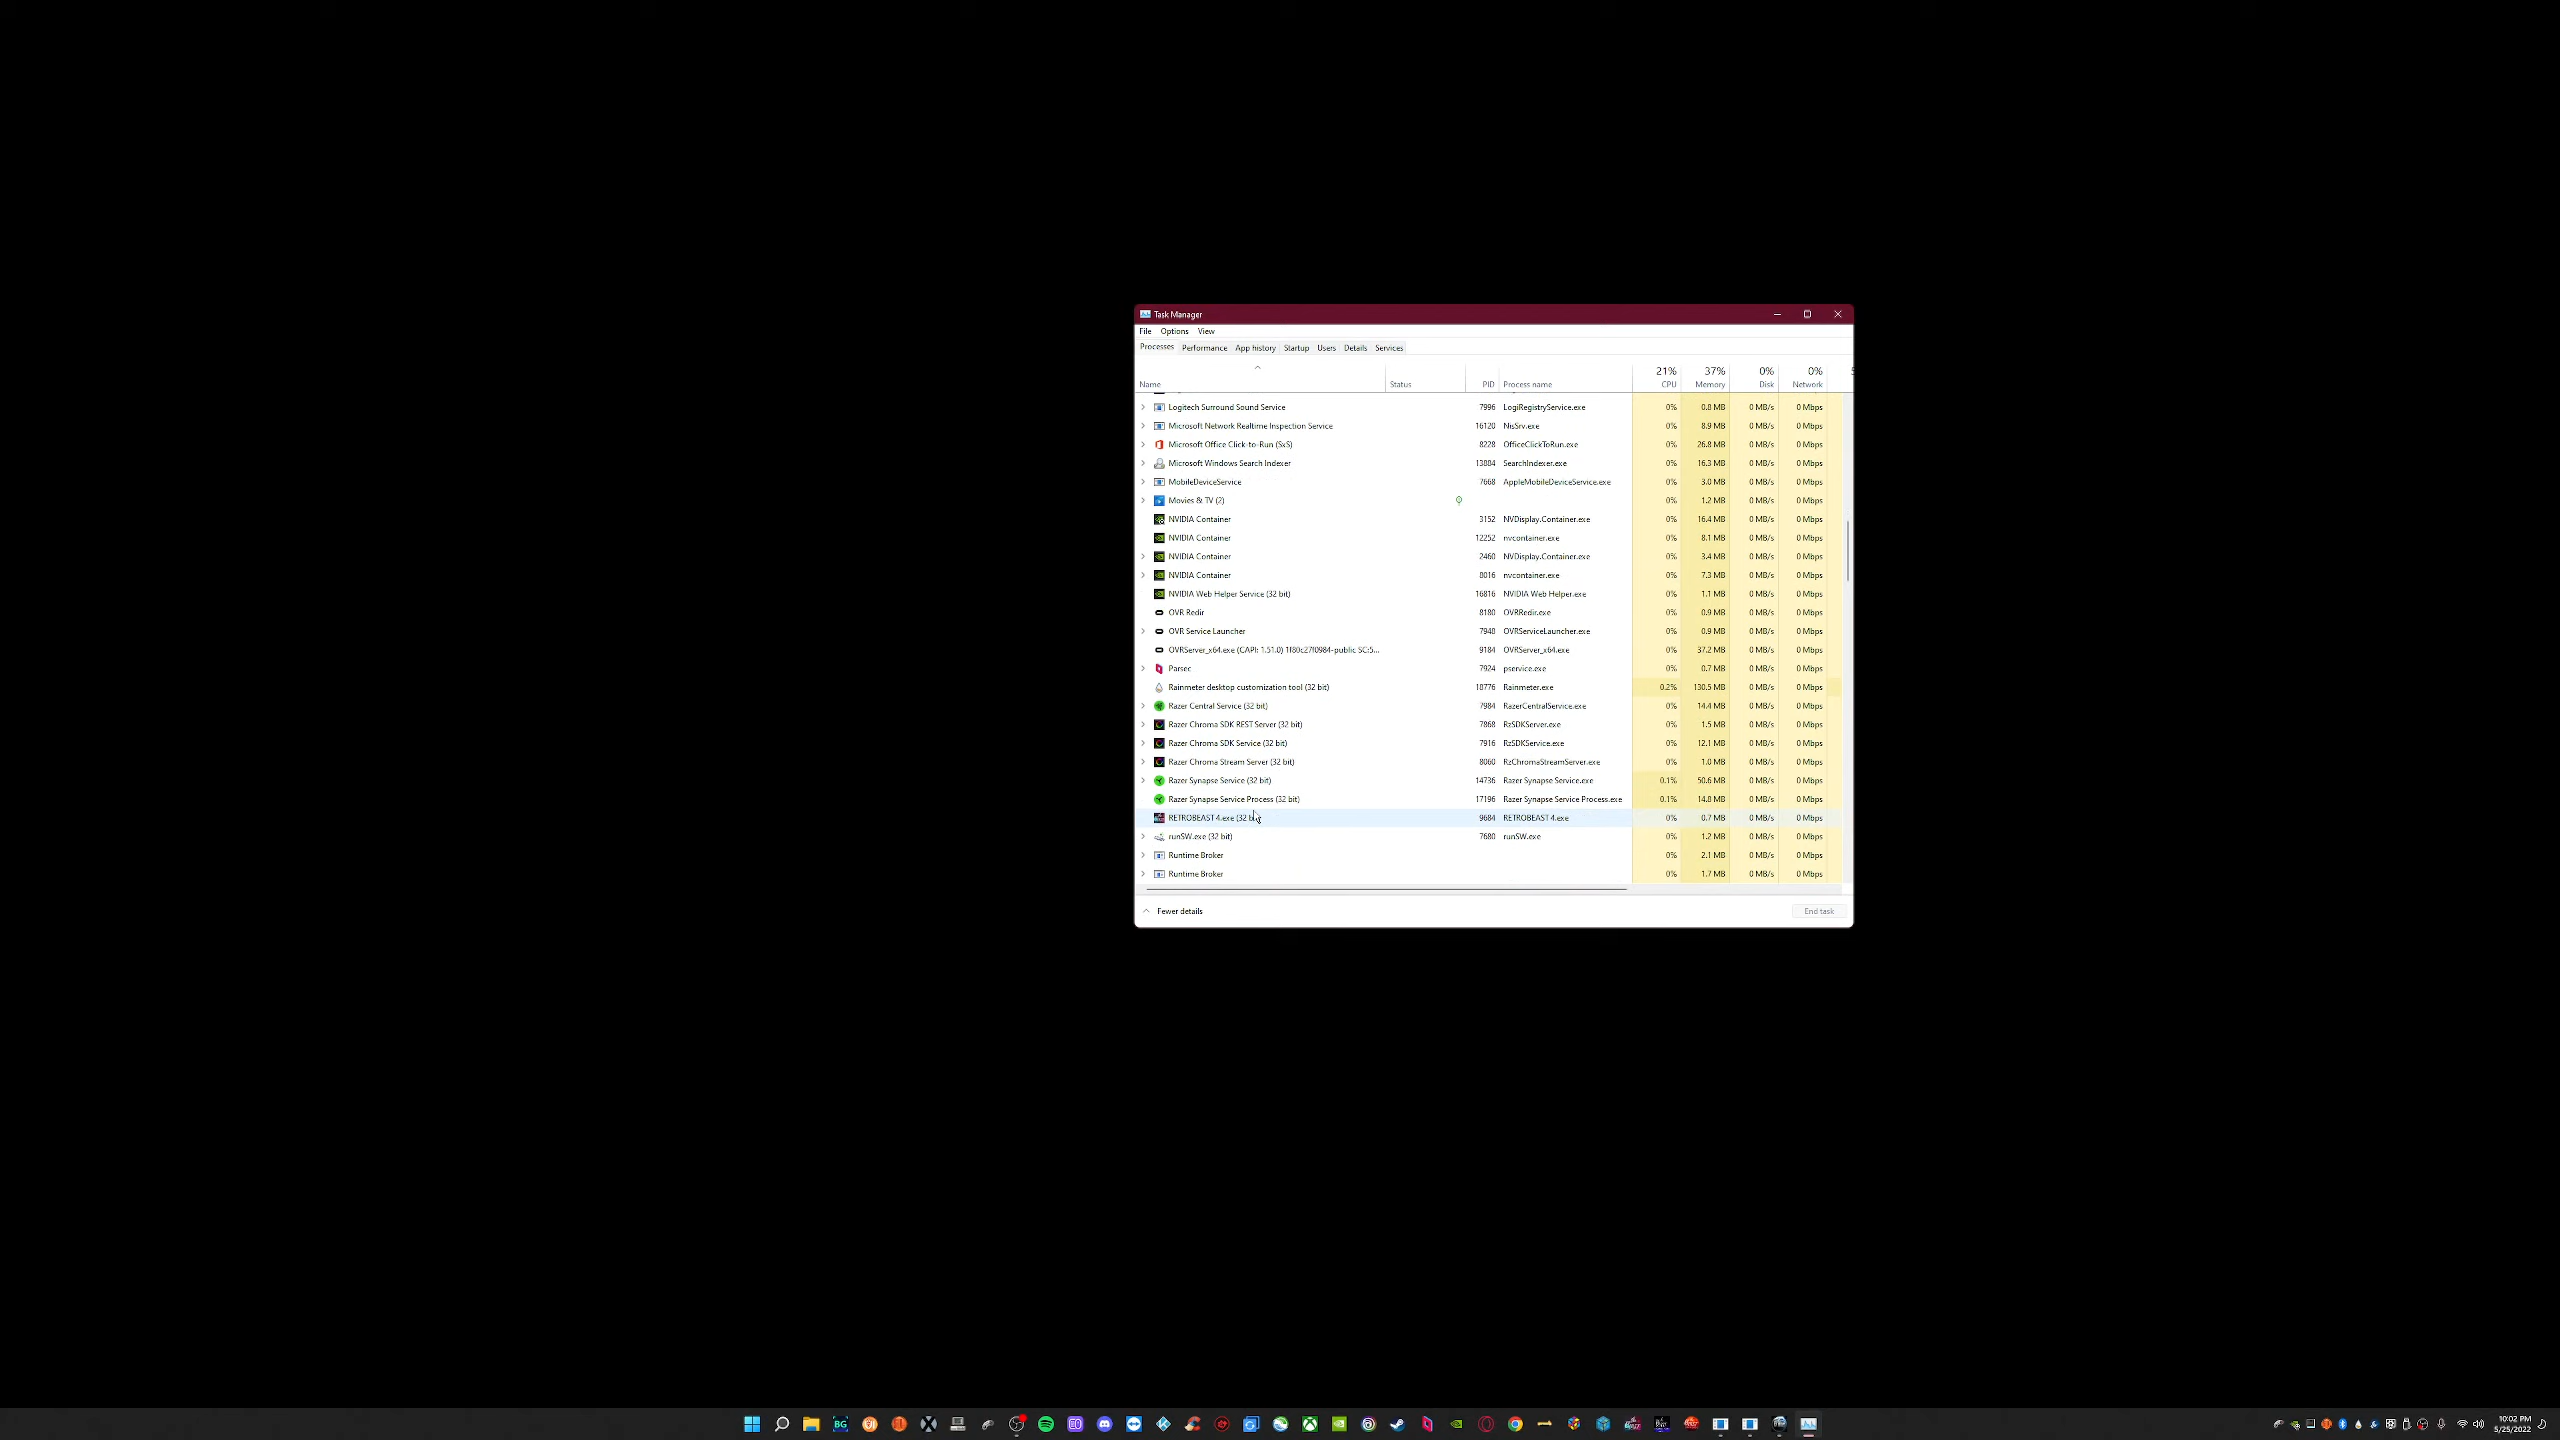 Task Manager
File Options View
Processes Performance App history Startup Users Details Services
21% 37% 0% 0%
Name Status PID Process name CPU Memory Disk Network
Logitech Surround Sound Service 7996 LogiRegistryService.exe 0% 0.8 MB 0 MB/s 0 Mbps
Microsoft Network Realtime Inspection Service 16120 NisSrv.exe 0% 8.9 MB 0 MB/s 0 Mbps
Microsoft Office Click-to-Run (SxS) 8228 OfficeClickToRun.exe 0% 26.8 MB 0 MB/s 0 Mbps
Microsoft Windows Search Indexer 13884 SearchIndexer.exe 0% 16.3 MB 0 MB/s 0 Mbps
MobileDeviceService 7668 AppleMobileDeviceService.exe 0% 3.0 MB 0 MB/s 0 Mbps
Movies & TV (2) 0% 1.2 MB 0 MB/s 0 Mbps
NVIDIA Container 3152 NVDisplay.Container.exe 0% 16.4 MB 0 MB/s 0 Mbps
NVIDIA Container 12252 nvcontainer.exe 0% 8.1 MB 0 MB/s 0 Mbps
NVIDIA Container 2460 NVDisplay.Container.exe 0% 3.4 MB 0 MB/s 0 Mbps
NVIDIA Container 8016 nvcontainer.exe 0% 7.3 MB 0 MB/s 0 Mbps
NVIDIA Web Helper Service (32 bit) 16816 NVIDIA Web Helper.exe 0% 1.1 MB 0 MB/s 0 Mbps
OVR Redir 8180 OVRRedir.exe 0% 0.9 MB 0 MB/s 0 Mbps
OVR Service Launcher 7948 OVRServiceLauncher.exe 0% 0.9 MB 0 MB/s 0 Mbps
OVRServer_x64.exe (CAPI: 1.51.0) 1f80c27f0984-public SC:5... 9184 OVRServer_x64.exe 0% 37.2 MB 0 MB/s 0 Mbps
Parsec 7924 pservice.exe 0% 0.7 MB 0 MB/s 0 Mbps
Rainmeter desktop customization tool (32 bit) 18776 Rainmeter.exe 0.2% 130.5 MB 0 MB/s 0 Mbps
Razer Central Service (32 bit) 7984 RazerCentralService.exe 0% 14.4 MB 0 MB/s 0 Mbps
Razer Chroma SDK REST Server (32 bit) 7868 RzSDKServer.exe 0% 1.5 MB 0 MB/s 0 Mbps
Razer Chroma SDK Service (32 bit) 7916 RzSDKService.exe 0% 12.1 MB 0 MB/s 0 Mbps
Razer Chroma Stream Server (32 bit) 8060 RzChromaStreamServer.exe 0% 1.0 MB 0 MB/s 0 Mbps
Razer Synapse Service (32 bit) 14736 Razer Synapse Service.exe 0.1% 50.6 MB 0 MB/s 0 Mbps
Razer Synapse Service Process (32 bit) 17196 Razer Synapse Service Process.exe 0.1% 14.8 MB 0 MB/s 0 Mbps
RETROBEAST 4.exe (32 bit) 9684 RETROBEAST 4.exe 0% 0.7 MB 0 MB/s 0 Mbps
runSW.exe (32 bit) 7680 runSW.exe 0% 1.2 MB 0 MB/s 0 Mbps
Runtime Broker 0% 2.1 MB 0 MB/s 0 Mbps
Runtime Broker 0% 1.7 MB 0 MB/s 0 Mbps
Fewer details End task
BG
10:02 PM
5/25/2022